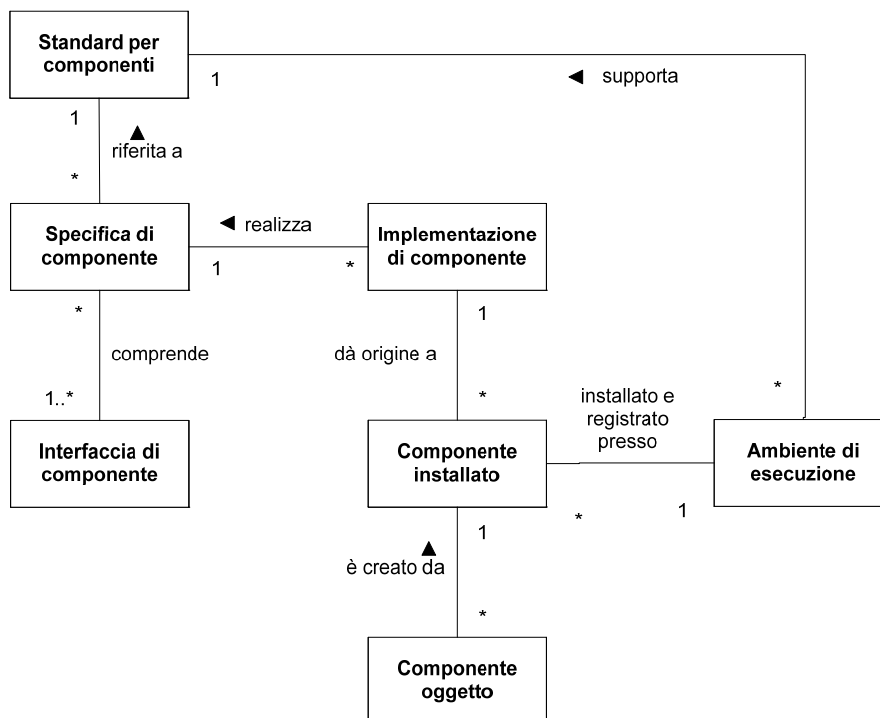 Standard per
componenti
1
◄ supporta
1
▲
riferita a
*
Specifica di
componente
◄ realizza
1
*
Implementazione
di componente
*
1
comprende
dà origine a
1..*
*
installato e
registrato
presso
*
Interfaccia di
componente
Componente
installato
Ambiente di
esecuzione
1
*
1
▲
è creato da
*
Componente
oggetto